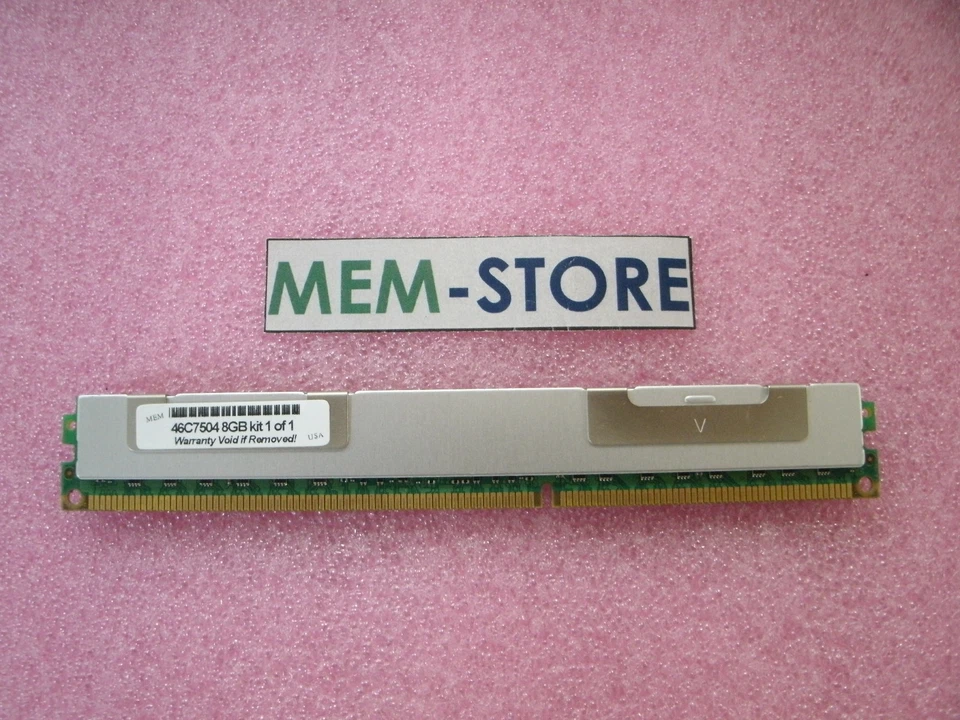 MEM-STORE
MEM
46C7504 8GB kit 1 of 1
Warranty Void if Removed!
USA
V